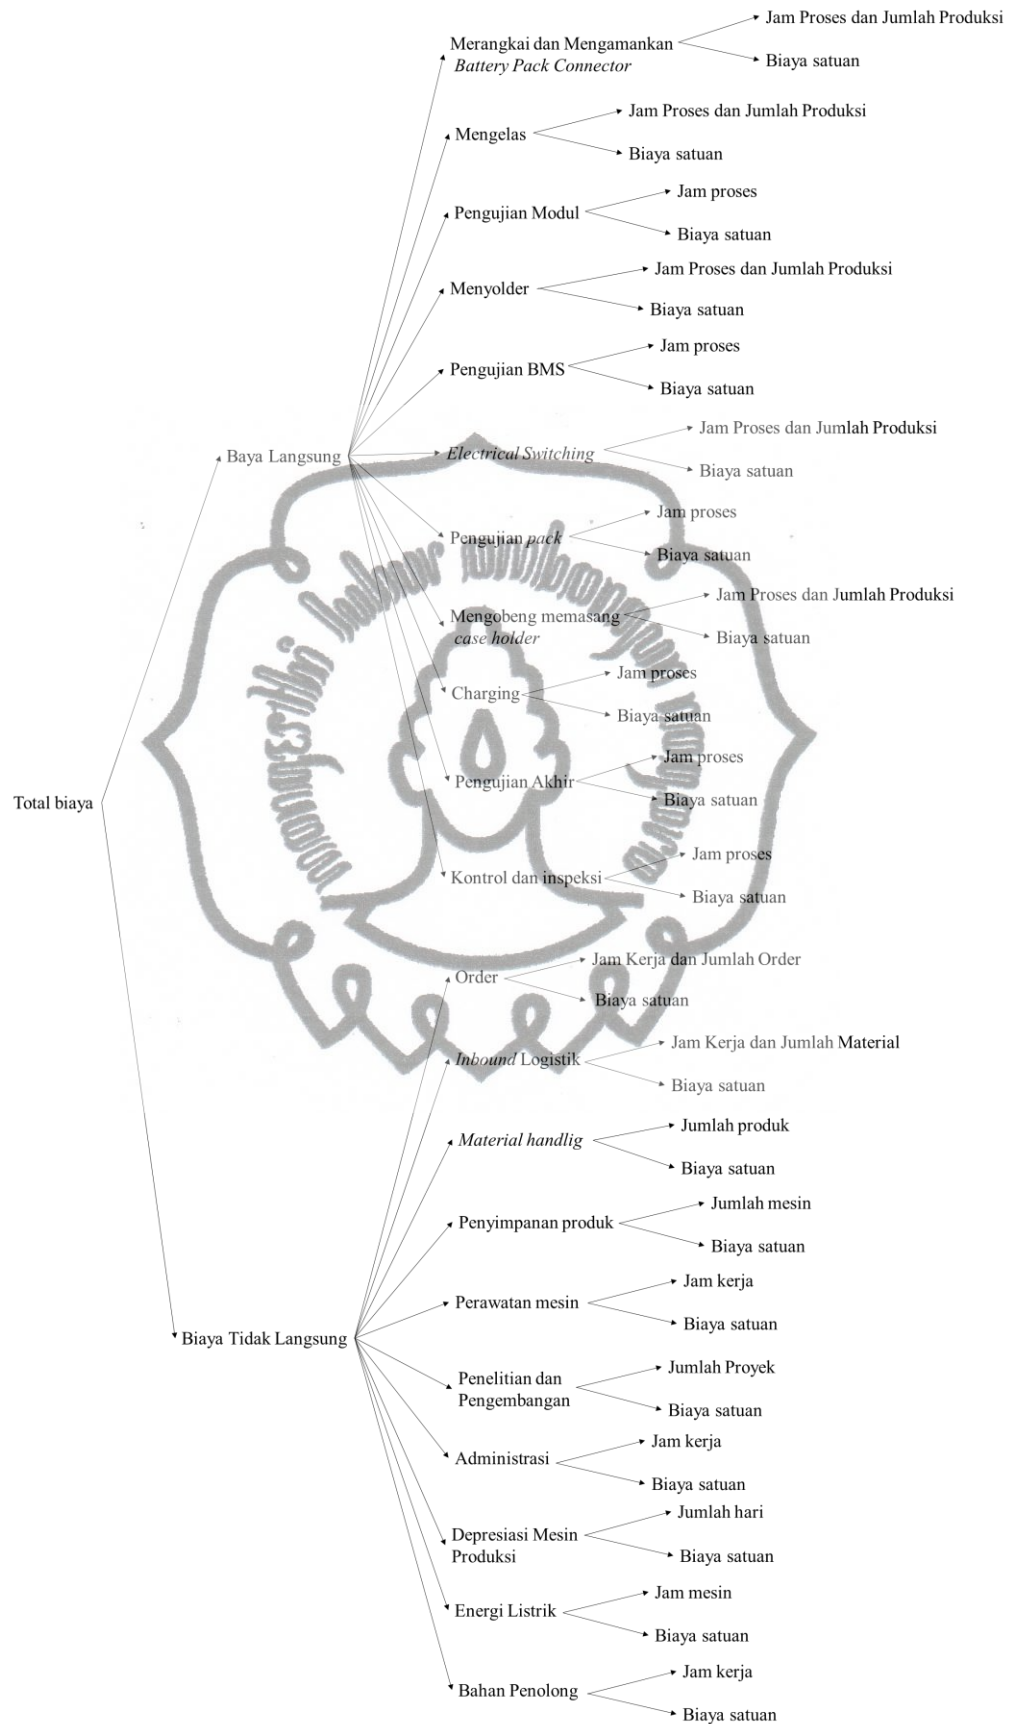 Total biaya
Baya Langsung
Merangkai dan Mengamankan
Battery Pack Connector
Jam Proses dan Jumlah Produksi
Biaya satuan
Mengelas
Jam Proses dan Jumlah Produksi
Biaya satuan
Pengujian Modul
Jam proses
Biaya satuan
Menyolder
Jam Proses dan Jumlah Produksi
Biaya satuan
Pengujian BMS
Jam proses
Biaya satuan
Electrical Switching
Jam Proses dan Jumlah Produksi
Biaya satuan
Pengujian pack
Jam proses
Biaya satuan
Mengobeng memasang
case holder
Jam Proses dan Jumlah Produksi
Biaya satuan
Charging
Jam proses
Biaya satuan
Pengujian Akhir
Jam proses
Biaya satuan
Kontrol dan inspeksi
Jam proses
Biaya satuan
Biaya Tidak Langsung
Order
Jam Kerja dan Jumlah Order
Biaya satuan
Inbound Logistik
Jam Kerja dan Jumlah Material
Biaya satuan
Material handlig
Jumlah produk
Biaya satuan
Penyimpanan produk
Jumlah mesin
Biaya satuan
Perawatan mesin
Jam kerja
Biaya satuan
Penelitian dan
Pengembangan
Jumlah Proyek
Biaya satuan
Administrasi
Jam kerja
Biaya satuan
Depresiasi Mesin
Produksi
Jumlah hari
Biaya satuan
Energi Listrik
Jam mesin
Biaya satuan
Bahan Penolong
Jam kerja
Biaya satuan